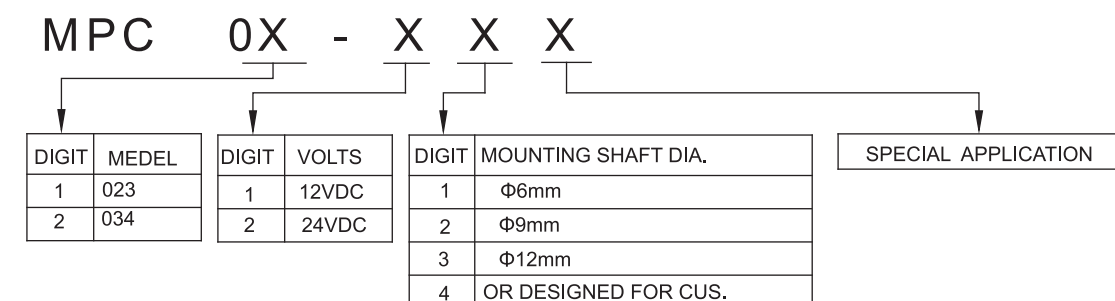 MPC 0X - X X X
DIGIT MEDEL
1 023
2 034
DIGIT VOLTS
1 12VDC
2 24VDC
DIGIT MOUNTING SHAFT DIA.
1 Φ6mm
2 Φ9mm
3 Φ12mm
4 OR DESIGNED FOR CUS.
SPECIAL APPLICATION